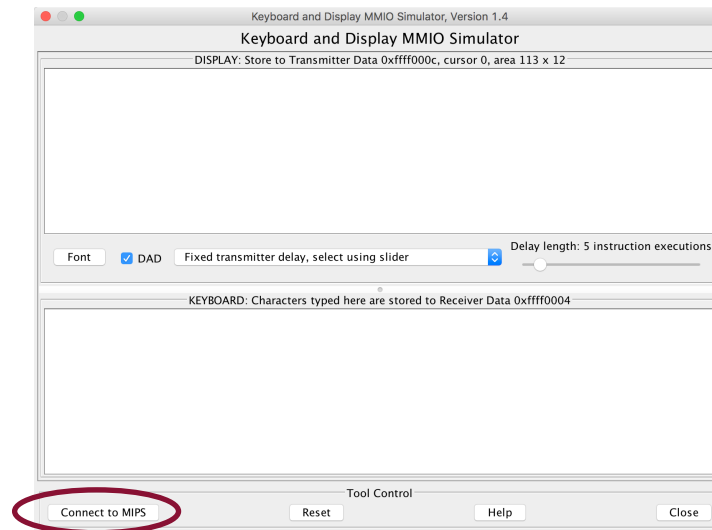 Keyboard and Display MMIO Simulator, Version 1.4
Keyboard and Display MMIO Simulator
DISPLAY: Store to Transmitter Data 0xffff000c, cursor 0, area 113 x 12
Font DAD Fixed transmitter delay, select using slider Delay length: 5 instruction executions
KEYBOARD: Characters typed here are stored to Receiver Data 0xffff0004
Tool Control
Connect to MIPS Reset Help Close